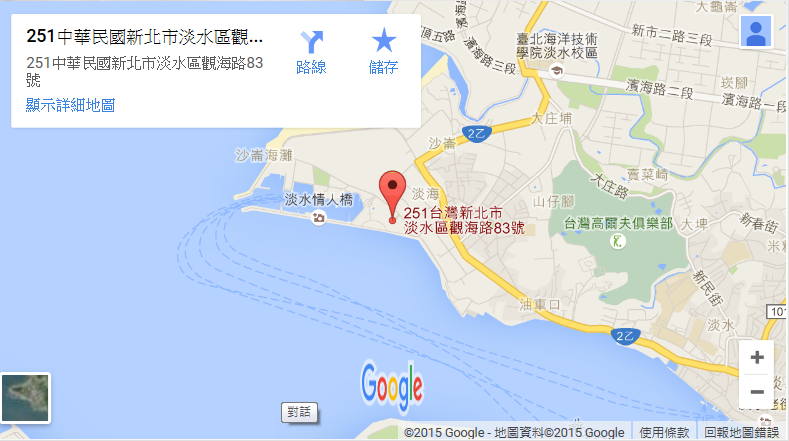 251中華民國新北市淡水區觀...
251中華民國新北市淡水區觀海路83
號
顯示詳細地圖
路線
儲存
頂五路
濱海路三段
臺北海洋技術
學院淡水校區
大龜崙
新市二路三段
崁腳
濱海路二段
濱海路一段
2乙
大庄埔
沙崙
沙崙海灘
淡水情人橋
淡海
251台灣新北市
淡水區觀海路83號
山仔腳
大庄路
賣菜崎
台灣高爾夫俱樂部
大埤
新春街
新民街
油車口
2乙
淡水
101
Google
對話
+
−
©2015 Google - 地圖資料©2015 Google
使用條款
回報地圖錯誤